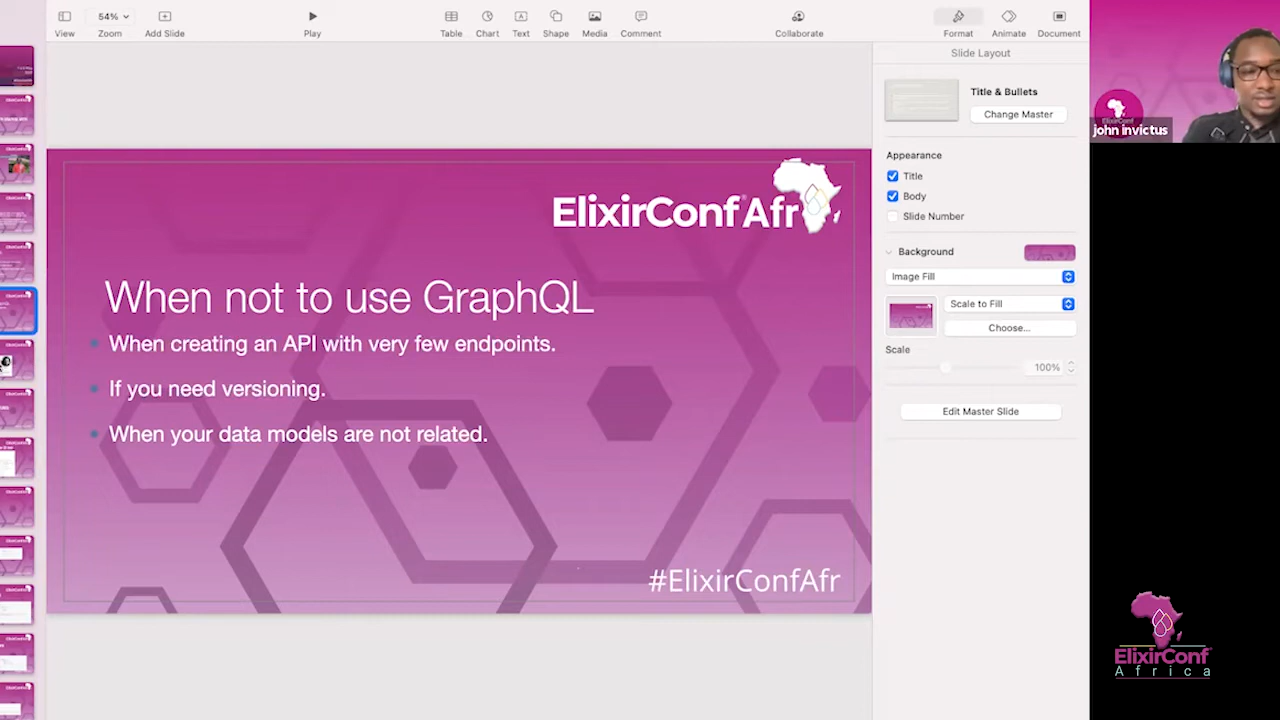 54%
View
Zoom
Add Slide
Play
Table
Chart
Text
Shape
Media
Comment
Collaborate
Format
Animate
Document
Slide Layout
Title & Bullets
Change Master
Appearance
Title
Body
Slide Number
Background
Image Fill
Scale to Fill
Choose...
Scale
100%
Edit Master Slide
ElixirConf Afr
When not to use GraphQL
When creating an API with very few endpoints.
If you need versioning.
When your data models are not related.
#ElixirConfAfr
john invictus
ElixirConf
Africa